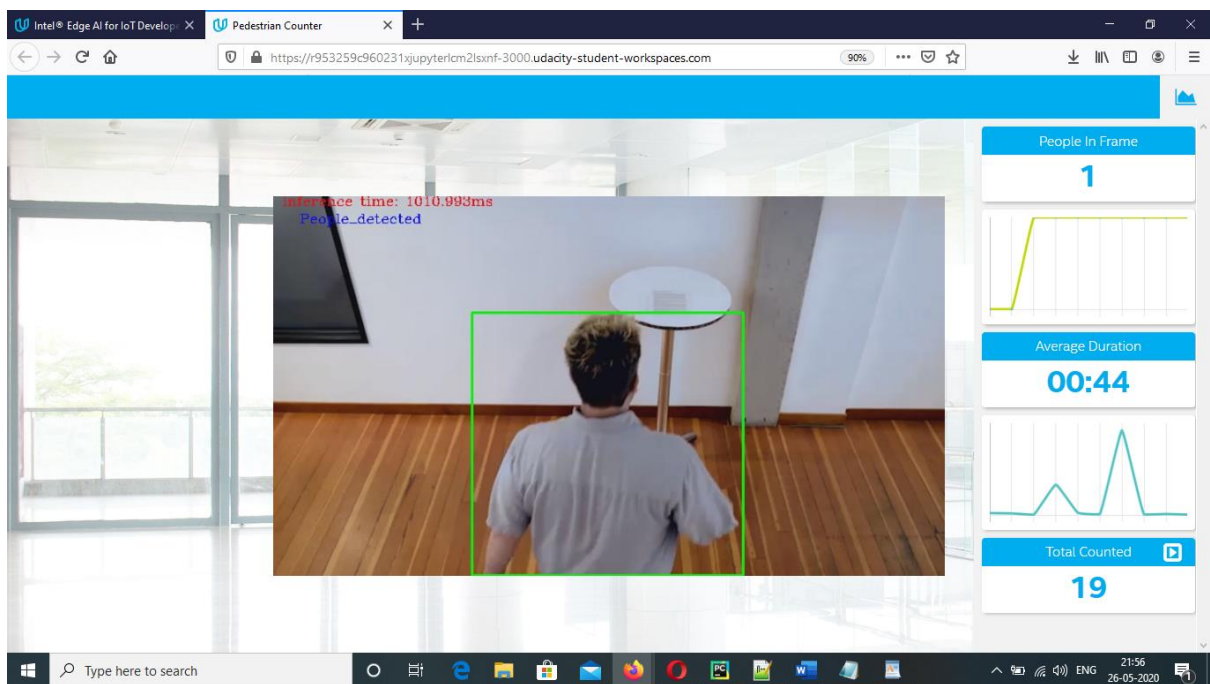 Intel® Edge AI for IoT Develop
Pedestrian Counter
https://r953259c960231xjupyterlcm2lsxnf-3000.udacity-student-workspaces.com
90%
People In Frame
1
Inference time: 1010.993ms
People_detected
Average Duration
00:44
Total Counted
19
Type here to search
ENG
21:56
26-05-2020